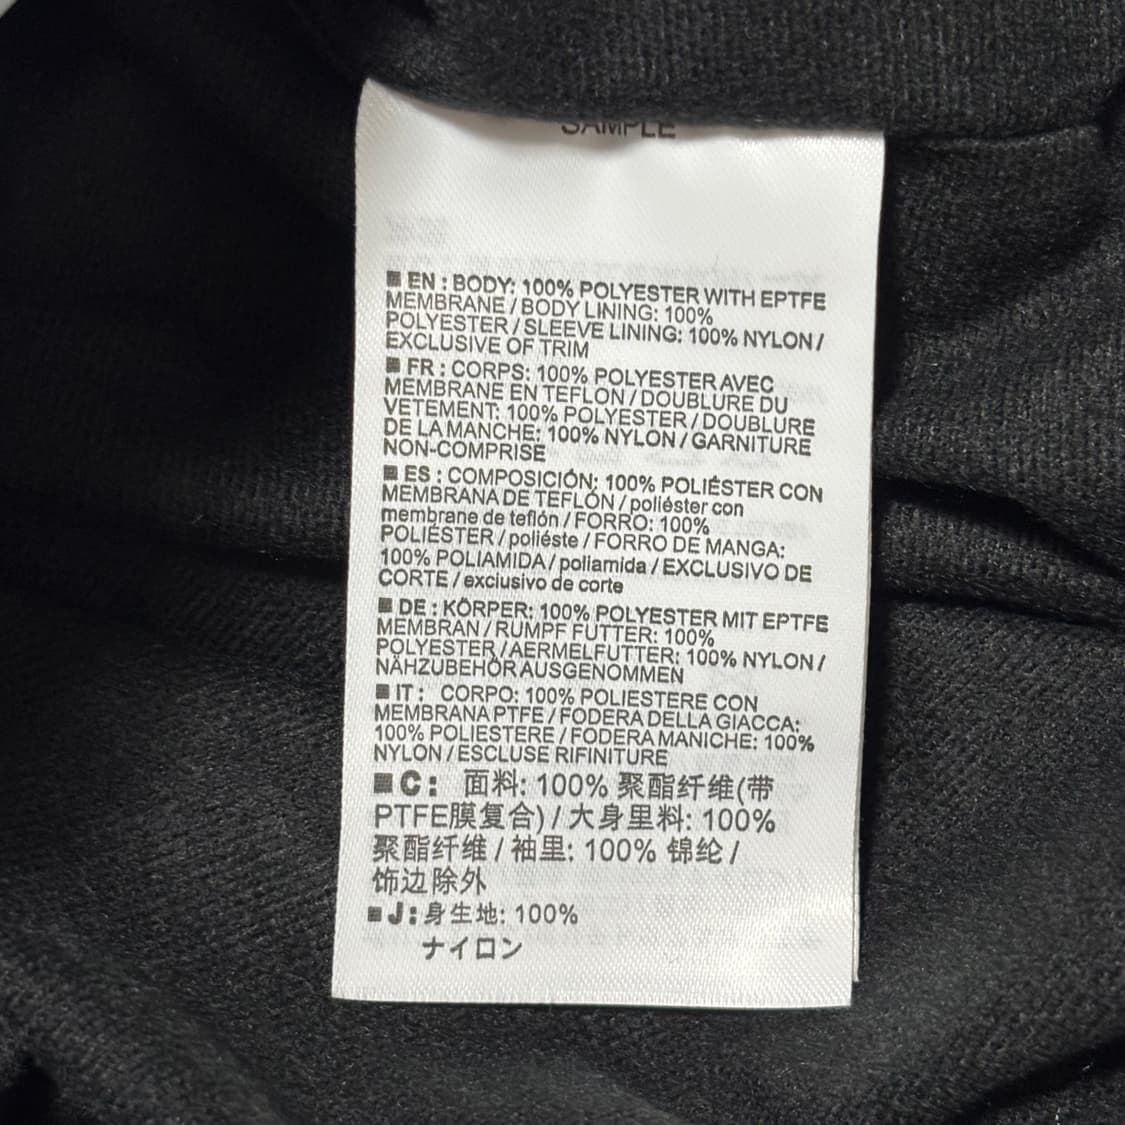 SAMPLE
■ EN : BODY: 100% POLYESTER WITH EPTFE
MEMBRANE / BODY LINING: 100%
POLYESTER / SLEEVE LINING: 100% NYLON /
EXCLUSIVE OF TRIM
■ FR : CORPS: 100% POLYESTER AVEC
MEMBRANE EN TEFLON / DOUBLURE DU
VETEMENT: 100% POLYESTER / DOUBLURE
DE LA MANCHE: 100% NYLON / GARNITURE
NON-COMPRISE
■ ES : COMPOSICIÓN: 100% POLIÉSTER CON
MEMBRANA DE TEFLÓN / poliéster con
membrane de teflón / FORRO: 100%
POLIÉSTER / poliéste / FORRO DE MANGA:
100% POLIAMIDA / poliamida / EXCLUSIVO DE
CORTE / exclusivo de corte
■ DE : KÖRPER: 100% POLYESTER MIT EPTFE
MEMBRAN / RUMPF FUTTER: 100%
POLYESTER / AERMELFUTTER: 100% NYLON /
NÄHZUBEHÖR AUSGENOMMEN
■ IT : CORPO: 100% POLIESTERE CON
MEMBRANA PTFE / FODERA DELLA GIACCA:
100% POLIESTERE / FODERA MANICHE: 100%
NYLON / ESCLUSE RIFINITURE
■ C : 面料: 100% 聚酯纤维(带
PTFE膜复合) / 大身里料: 100%
聚酯纤维 / 袖里: 100% 锦纶 /
饰边除外
■ J : 身生地: 100%
ナイロン